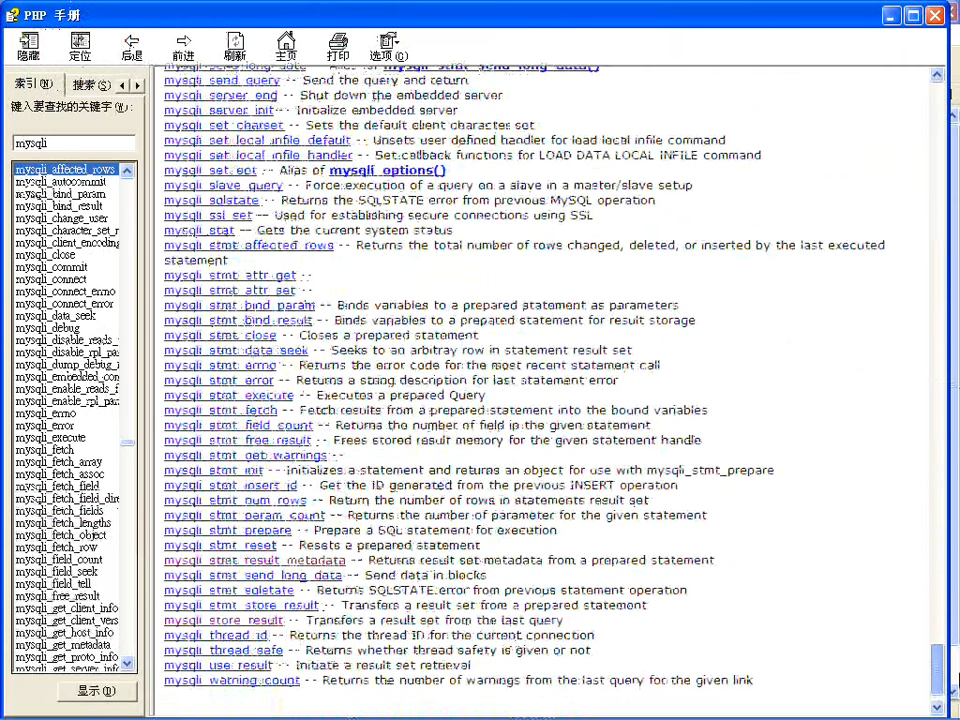 PHP 手册
隐藏 定位 后退 前进 刷新 主页 打印 选项(O)
索引(N) 搜索(S)
键入要查找的关键字(W):
mysqli
mysqli_affected_rows
mysqli_autocommit
mysqli_bind_param
mysqli_bind_result
mysqli_change_user
mysqli_character_set_n
mysqli_client_encoding
mysqli_close
mysqli_commit
mysqli_connect
mysqli_connect_errno
mysqli_connect_error
mysqli_data_seek
mysqli_debug
mysqli_disable_reads_
mysqli_disable_rpl_pa
mysqli_dump_debug_i
mysqli_embedded_con
mysqli_enable_reads_f
mysqli_enable_rpl_par
mysqli_errno
mysqli_error
mysqli_execute
mysqli_fetch
mysqli_fetch_array
mysqli_fetch_assoc
mysqli_fetch_field
mysqli_fetch_field_dire
mysqli_fetch_fields
mysqli_fetch_lengths
mysqli_fetch_object
mysqli_fetch_row
mysqli_field_count
mysqli_field_seek
mysqli_field_tell
mysqli_free_result
mysqli_get_client_info
mysqli_get_client_vers
mysqli_get_host_info
mysqli_get_metadata
mysqli_get_proto_info
mysqli_get_server_info
显示(D)
mysqli_send_long_data -- Alias of mysqli_stmt_send_long_data()
mysqli_send_query -- Send the query and return
mysqli_server_end -- Shut down the embedded server
mysqli_server_init -- Initialize embedded server
mysqli_set_charset -- Sets the default client character set
mysqli_set_local_infile_default -- Unsets user defined handler for load local infile command
mysqli_set_local_infile_handler -- Set callback functions for LOAD DATA LOCAL INFILE command
mysqli_set_opt -- Alias of mysqli_options()
mysqli_slave_query -- Force execution of a query on a slave in a master/slave setup
mysqli_sqlstate -- Returns the SQLSTATE error from previous MySQL operation
mysqli_ssl_set -- Used for establishing secure connections using SSL
mysqli_stat -- Gets the current system status
mysqli_stmt_affected_rows -- Returns the total number of rows changed, deleted, or inserted by the last executed
statement
mysqli_stmt_attr_get --
mysqli_stmt_attr_set --
mysqli_stmt_bind_param -- Binds variables to a prepared statement as parameters
mysqli_stmt_bind_result -- Binds variables to a prepared statement for result storage
mysqli_stmt_close -- Closes a prepared statement
mysqli_stmt_data_seek -- Seeks to an arbitray row in statement result set
mysqli_stmt_errno -- Returns the error code for the most recent statement call
mysqli_stmt_error -- Returns a string description for last statement error
mysqli_stmt_execute -- Executes a prepared Query
mysqli_stmt_fetch -- Fetch results from a prepared statement into the bound variables
mysqli_stmt_field_count -- Returns the number of field in the given statement
mysqli_stmt_free_result -- Frees stored result memory for the given statement handle
mysqli_stmt_get_warnings --
mysqli_stmt_init -- Initializes a statement and returns an object for use with mysqli_stmt_prepare
mysqli_stmt_insert_id -- Get the ID generated from the previous INSERT operation
mysqli_stmt_num_rows -- Return the number of rows in statements result set
mysqli_stmt_param_count -- Returns the number of parameter for the given statement
mysqli_stmt_prepare -- Prepare a SQL statement for execution
mysqli_stmt_reset -- Resets a prepared statement
mysqli_stmt_result_metadata -- Returns result set metadata from a prepared statement
mysqli_stmt_send_long_data -- Send data in blocks
mysqli_stmt_sqlstate -- Returns SQLSTATE error from previous statement operation
mysqli_stmt_store_result -- Transfers a result set from a prepared statement
mysqli_store_result -- Transfers a result set from the last query
mysqli_thread_id -- Returns the thread ID for the current connection
mysqli_thread_safe -- Returns whether thread safety is given or not
mysqli_use_result -- Initiate a result set retrieval
mysqli_warning_count -- Returns the number of warnings from the last query for the given link